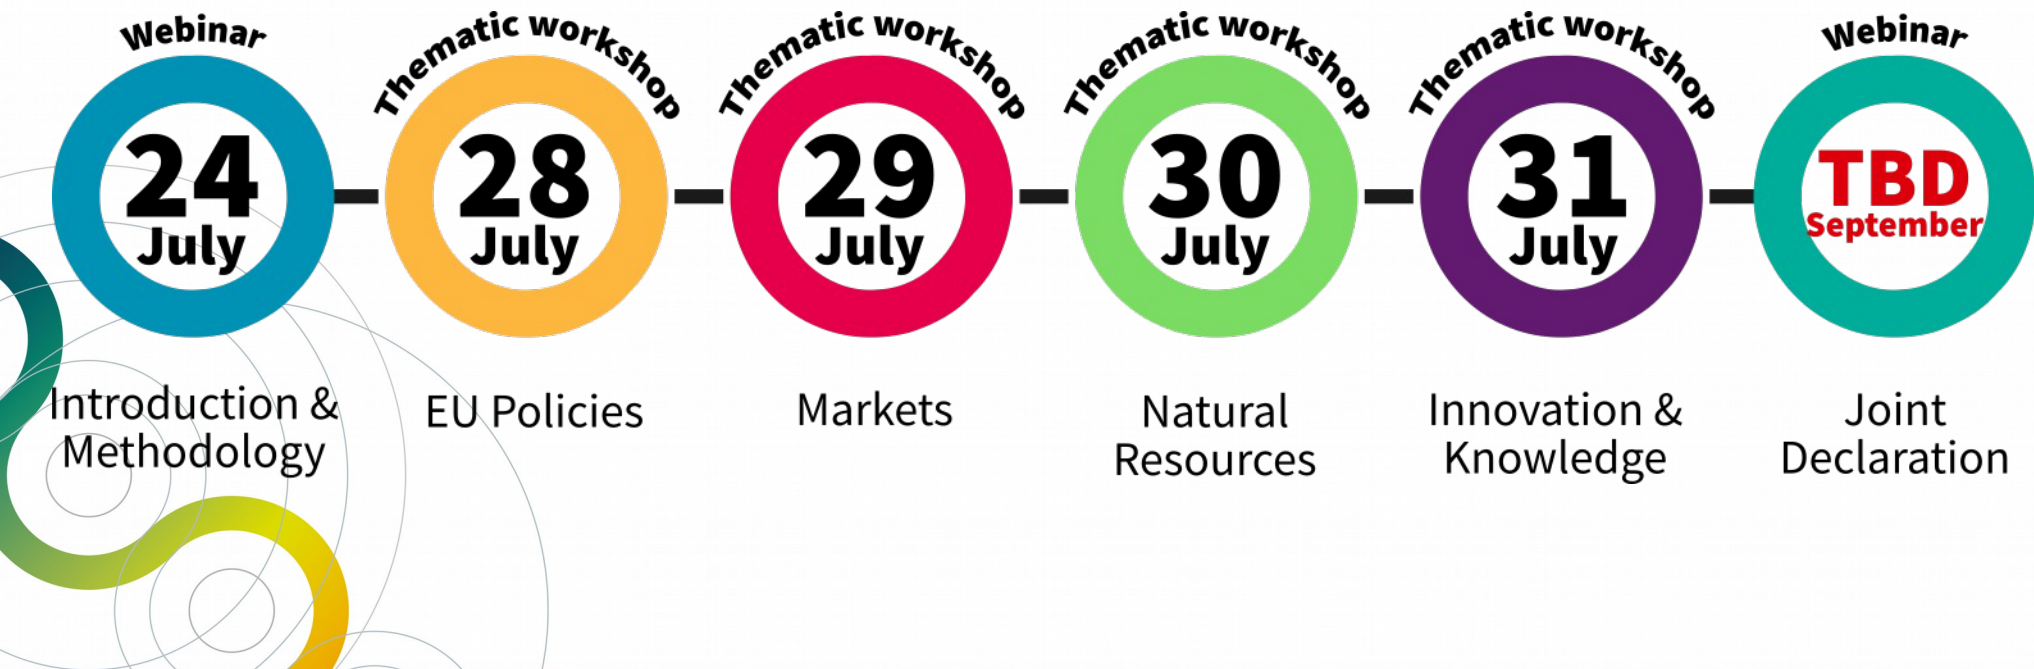 Webinar
24
July
Introduction &
Methodology
Thematic workshop
28
July
EU Policies
Thematic workshop
29
July
Markets
Thematic workshop
30
July
Natural
Resources
Thematic workshop
31
July
Innovation &
Knowledge
Webinar
TBD
September
Joint
Declaration